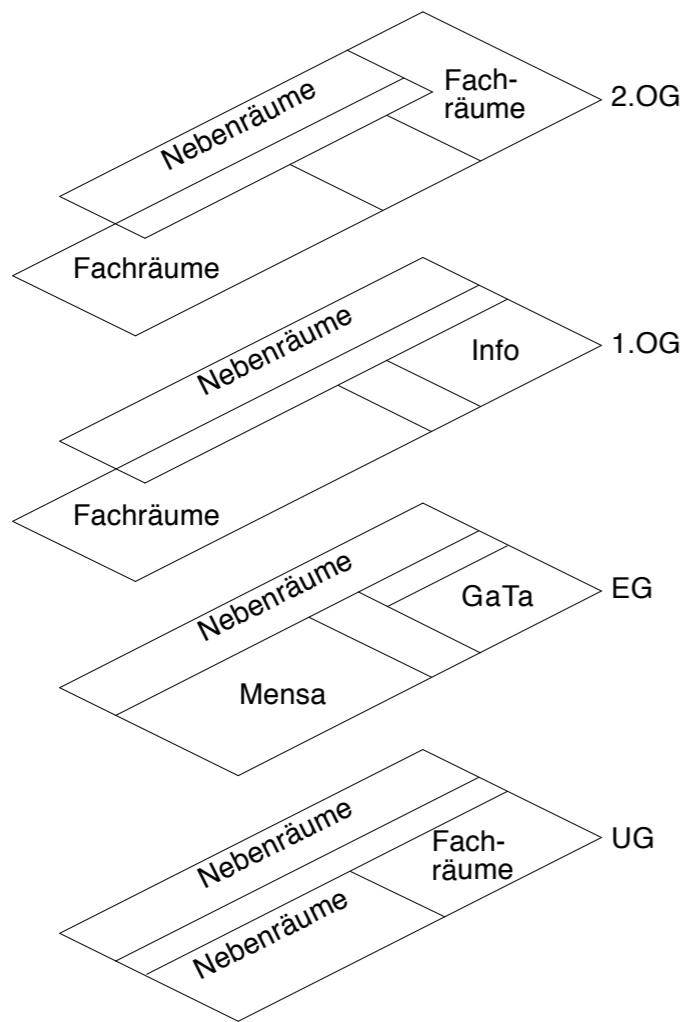 Nebenräume
Fach-
räume
2.OG
Fachräume
Nebenräume
Info
1.OG
Fachräume
Nebenräume
GaTa
EG
Mensa
Nebenräume
Fach-
räume
UG
Nebenräume